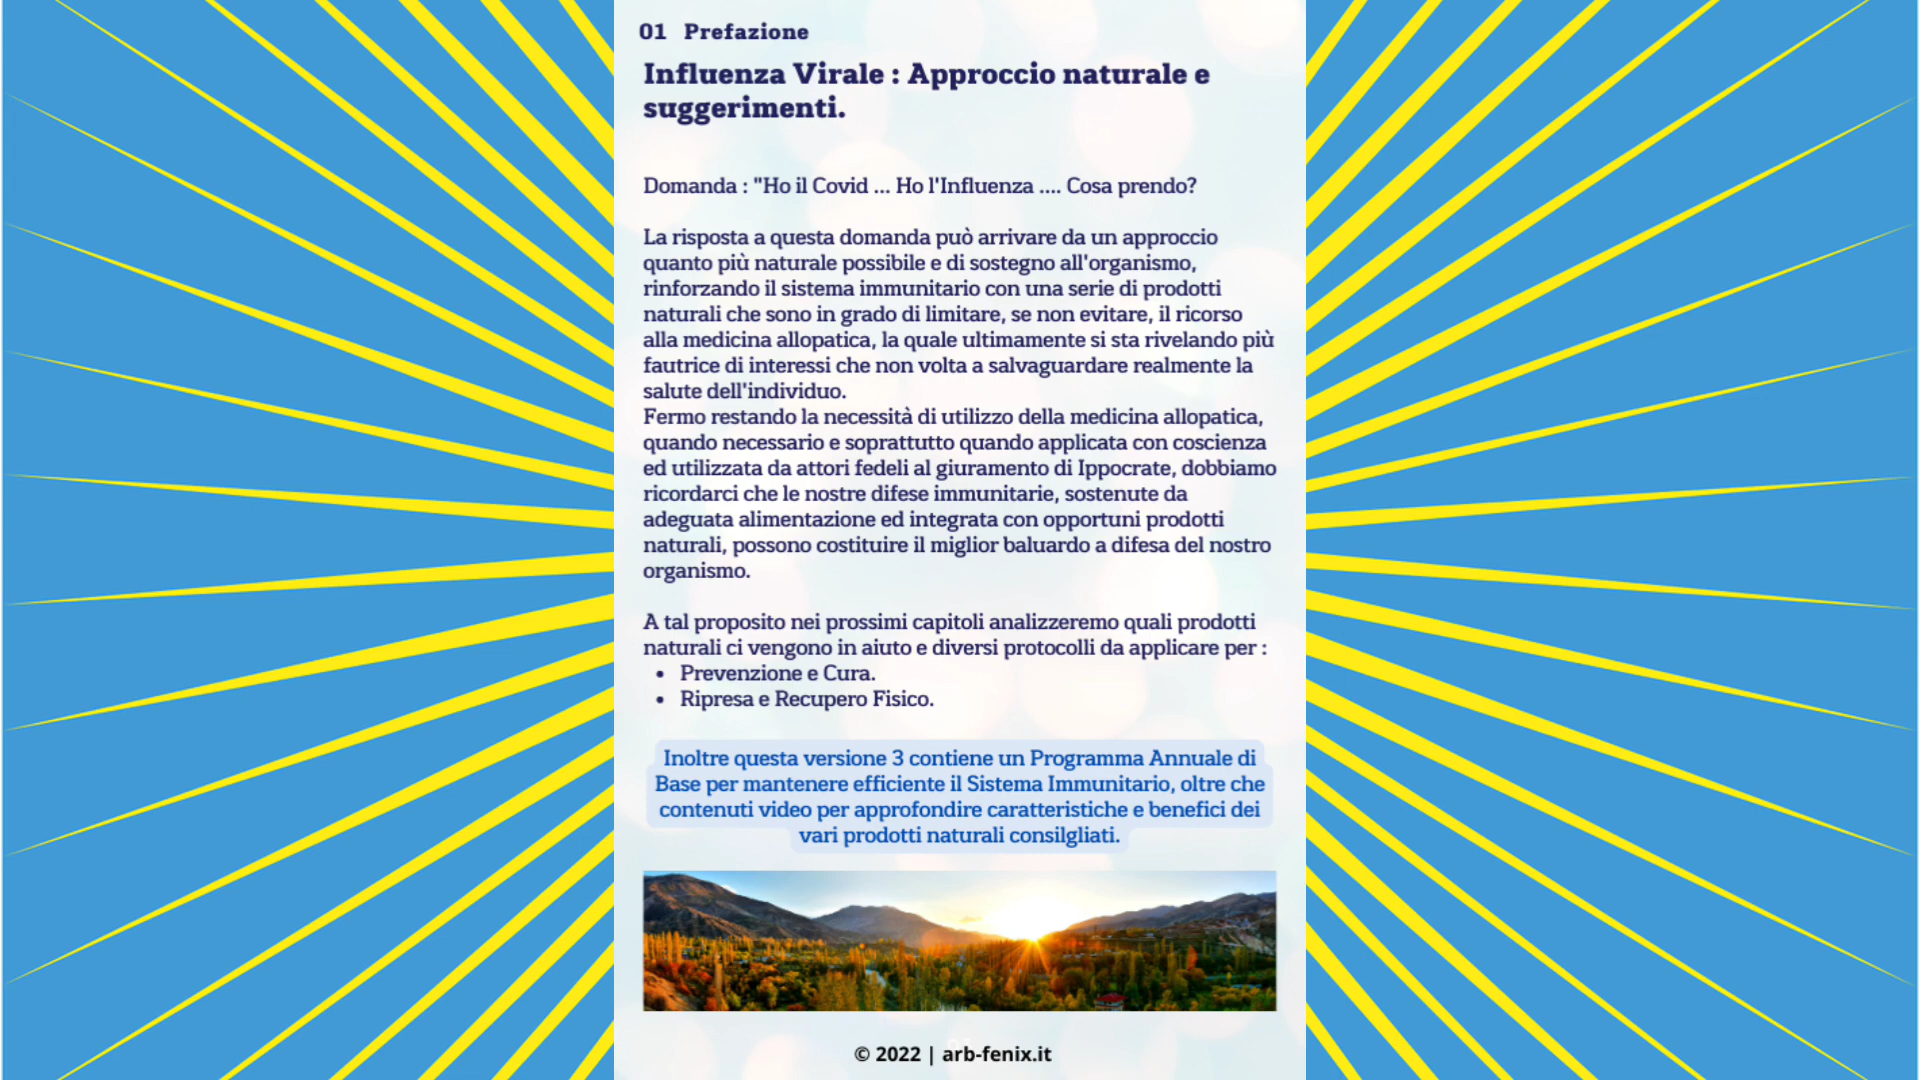 01 Prefazione
Influenza Virale : Approccio naturale e
suggerimenti.
Domanda : "Ho il Covid ... Ho l'Influenza .... Cosa prendo?
La risposta a questa domanda può arrivare da un approccio
quanto più naturale possibile e di sostegno all'organismo,
rinforzando il sistema immunitario con una serie di prodotti
naturali che sono in grado di limitare, se non evitare, il ricorso
alla medicina allopatica, la quale ultimamente si sta rivelando più
fautrice di interessi che non volta a salvaguardare realmente la
salute dell'individuo.
Fermo restando la necessità di utilizzo della medicina allopatica,
quando necessario e soprattutto quando applicata con coscienza
ed utilizzata da attori fedeli al giuramento di Ippocrate, dobbiamo
ricordarci che le nostre difese immunitarie, sostenute da
adeguata alimentazione ed integrata con opportuni prodotti
naturali, possono costituire il miglior baluardo a difesa del nostro
organismo.
A tal proposito nei prossimi capitoli analizzeremo quali prodotti
naturali ci vengono in aiuto e diversi protocolli da applicare per :
• Prevenzione e Cura.
• Ripresa e Recupero Fisico.
Inoltre questa versione 3 contiene un Programma Annuale di
Base per mantenere efficiente il Sistema Immunitario, oltre che
contenuti video per approfondire caratteristiche e benefici dei
vari prodotti naturali consilgliati.
© 2022 | arb-fenix.it